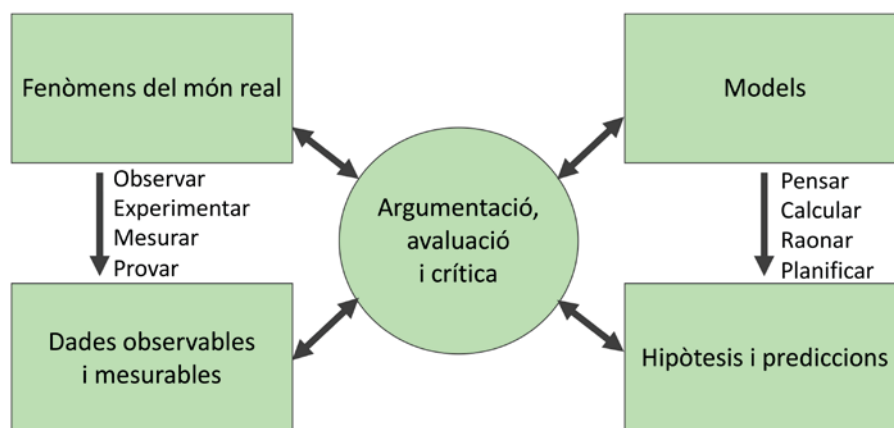 Fenòmens del món real
Models
Observar
Experimentar
Mesurar
Provar
Argumentació,
avaluació
i crítica
Pensar
Calcular
Raonar
Planificar
Dades observables
i mesurables
Hipòtesis i prediccions